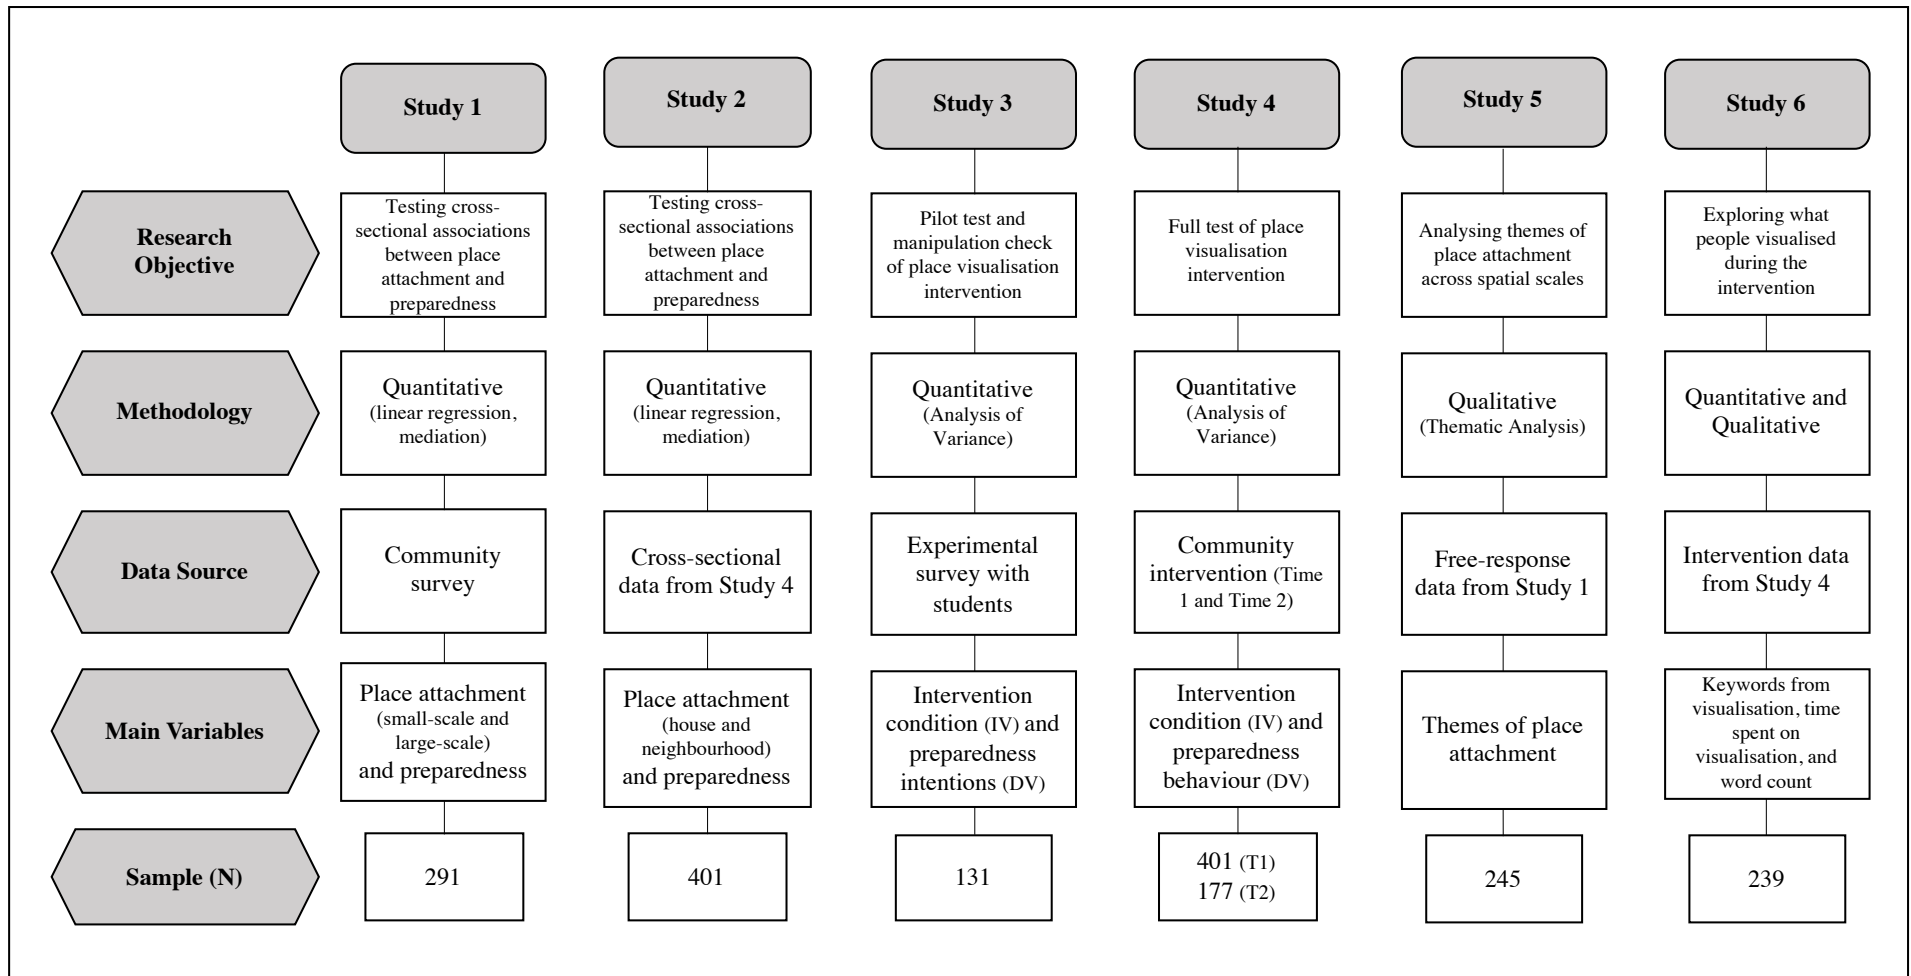 Study 1
Study 2
Study 3
Study 4
Study 5
Study 6
Research
Objective
Testing cross-
sectional associations
between place
attachment and
preparedness
Testing cross-
sectional associations
between place
attachment and
preparedness
Pilot test and
manipulation check
of place visualisation
intervention
Full test of place
visualisation
intervention
Analysing themes of
place attachment
across spatial scales
Exploring what
people visualised
during the
intervention
Methodology
Quantitative
(linear regression,
mediation)
Quantitative
(linear regression,
mediation)
Quantitative
(Analysis of
Variance)
Quantitative
(Analysis of
Variance)
Qualitative
(Thematic Analysis)
Quantitative and
Qualitative
Data Source
Community
survey
Cross-sectional
data from Study 4
Experimental
survey with
students
Community
intervention (Time
1 and Time 2)
Free-response
data from Study 1
Intervention data
from Study 4
Main Variables
Place attachment
(small-scale and
large-scale)
and preparedness
Place attachment
(house and
neighbourhood)
and preparedness
Intervention
condition (IV) and
preparedness
intentions (DV)
Intervention
condition (IV) and
preparedness
behaviour (DV)
Themes of place
attachment
Keywords from
visualisation, time
spent on
visualisation, and
word count
Sample (N)
291
401
131
401 (T1)
177 (T2)
245
239